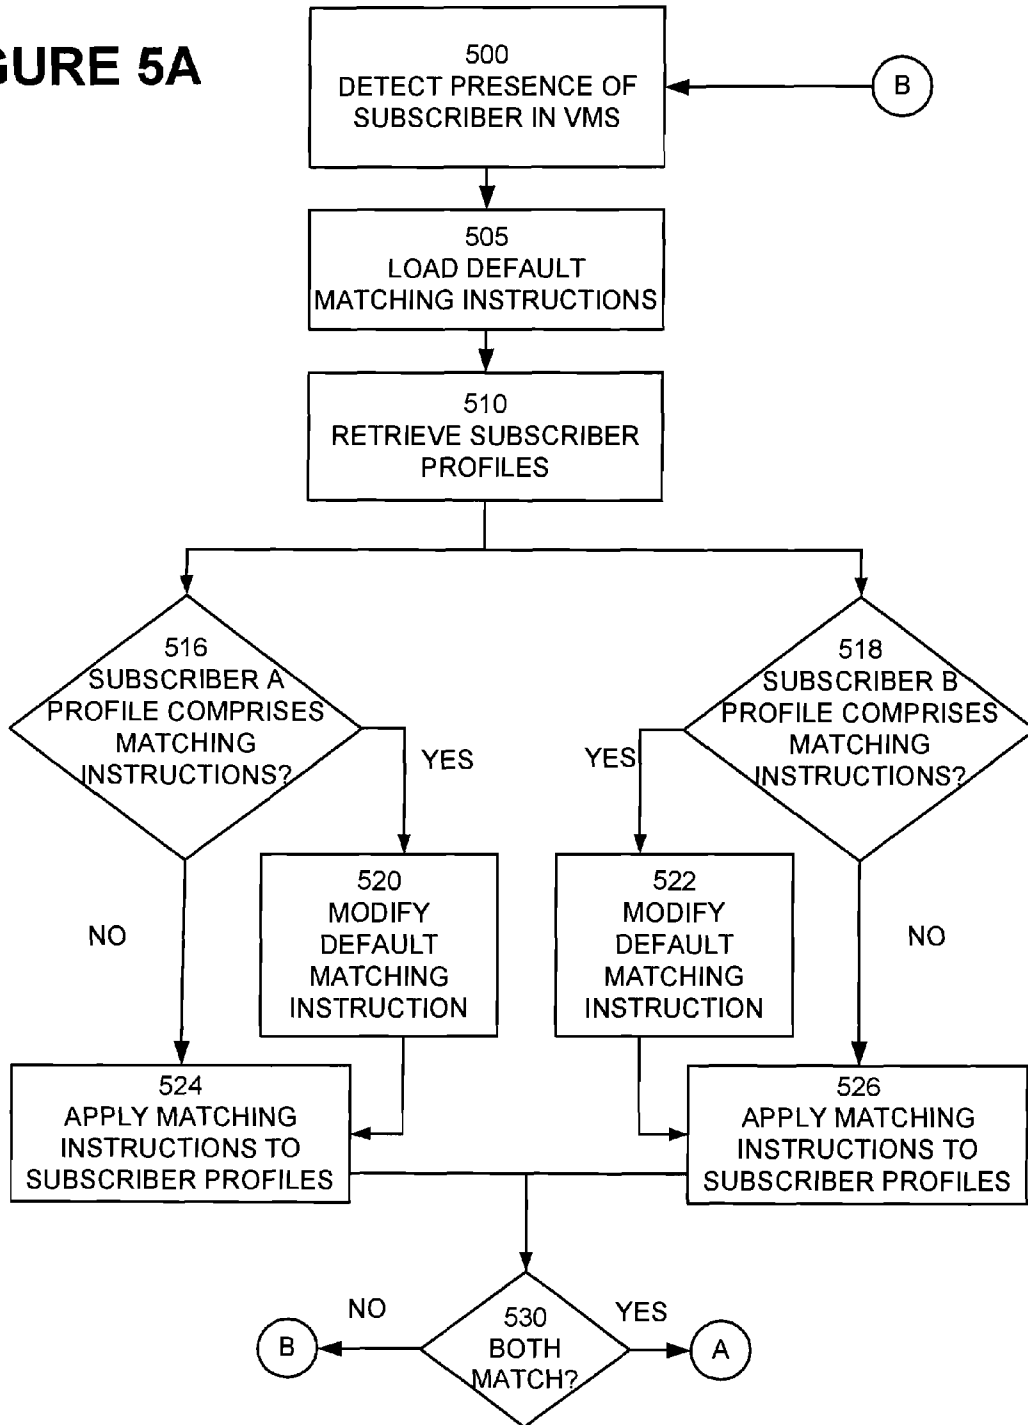 GURE 5A
500
DETECT PRESENCE OF
SUBSCRIBER IN VMS
B
505
LOAD DEFAULT
MATCHING INSTRUCTIONS
510
RETRIEVE SUBSCRIBER
PROFILES
516
SUBSCRIBER A
PROFILE COMPRISES
MATCHING
INSTRUCTIONS?
518
SUBSCRIBER B
PROFILE COMPRISES
MATCHING
INSTRUCTIONS?
YES
YES
520
MODIFY
DEFAULT
MATCHING
INSTRUCTION
522
MODIFY
DEFAULT
MATCHING
INSTRUCTION
NO
NO
524
APPLY MATCHING
INSTRUCTIONS TO
SUBSCRIBER PROFILES
526
APPLY MATCHING
INSTRUCTIONS TO
SUBSCRIBER PROFILES
NO
YES
B
530
BOTH
MATCH?
A